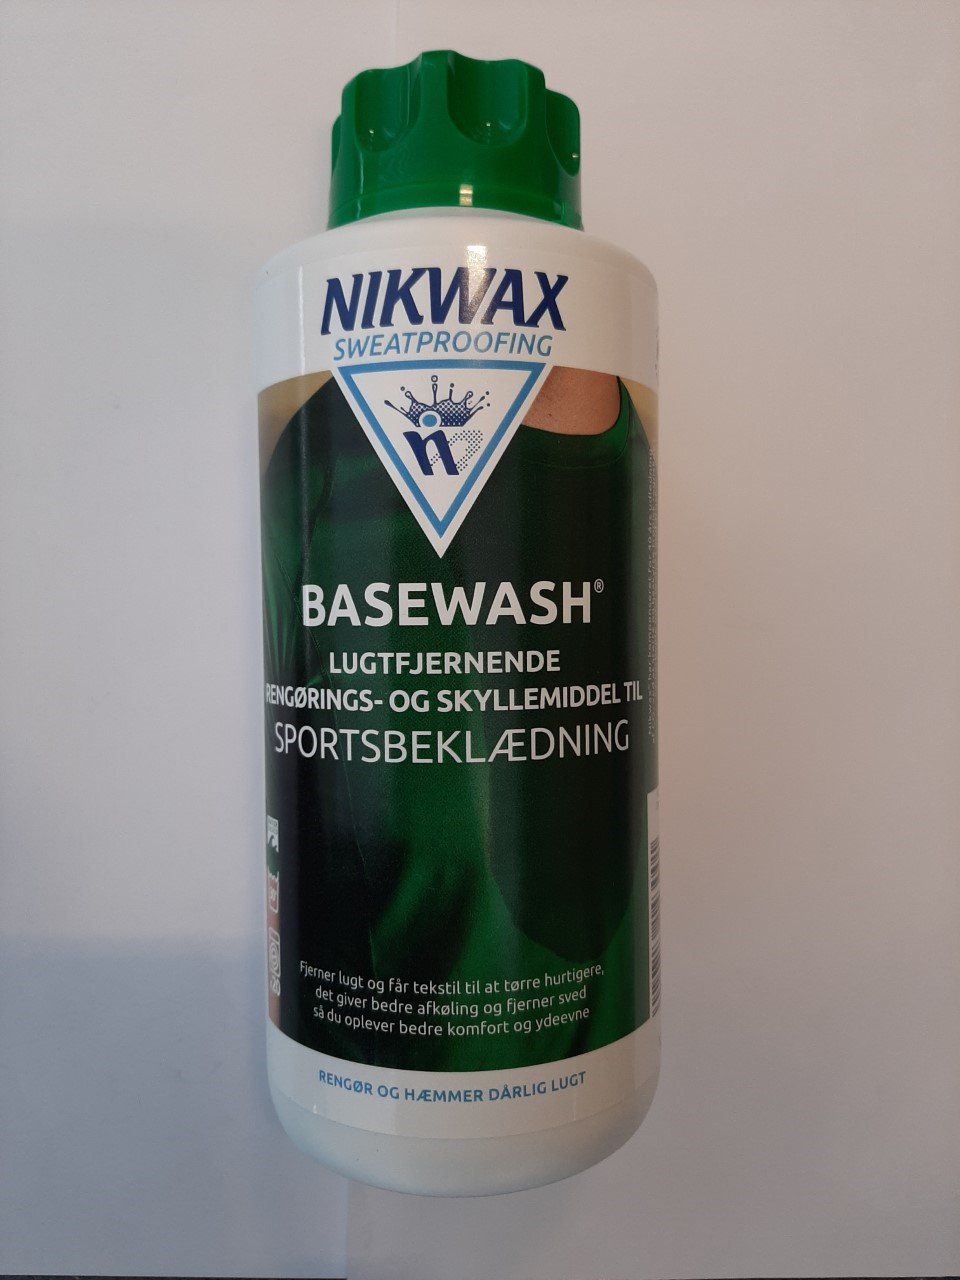 NIKWAX
SWEATPROOFING
n
BASEWASH®
LUGTFJERNENDE
RENGØRINGS- OG SKYLLEMIDDEL TIL
SPORTSBEKLÆDNING
Fjerner lugt og får tekstil til at tørre hurtigere,
det giver bedre afkøling og fjerner sved
så du oplever bedre komfort og ydeevne
RENGØR OG HÆMMER DÅRLIG LUGT